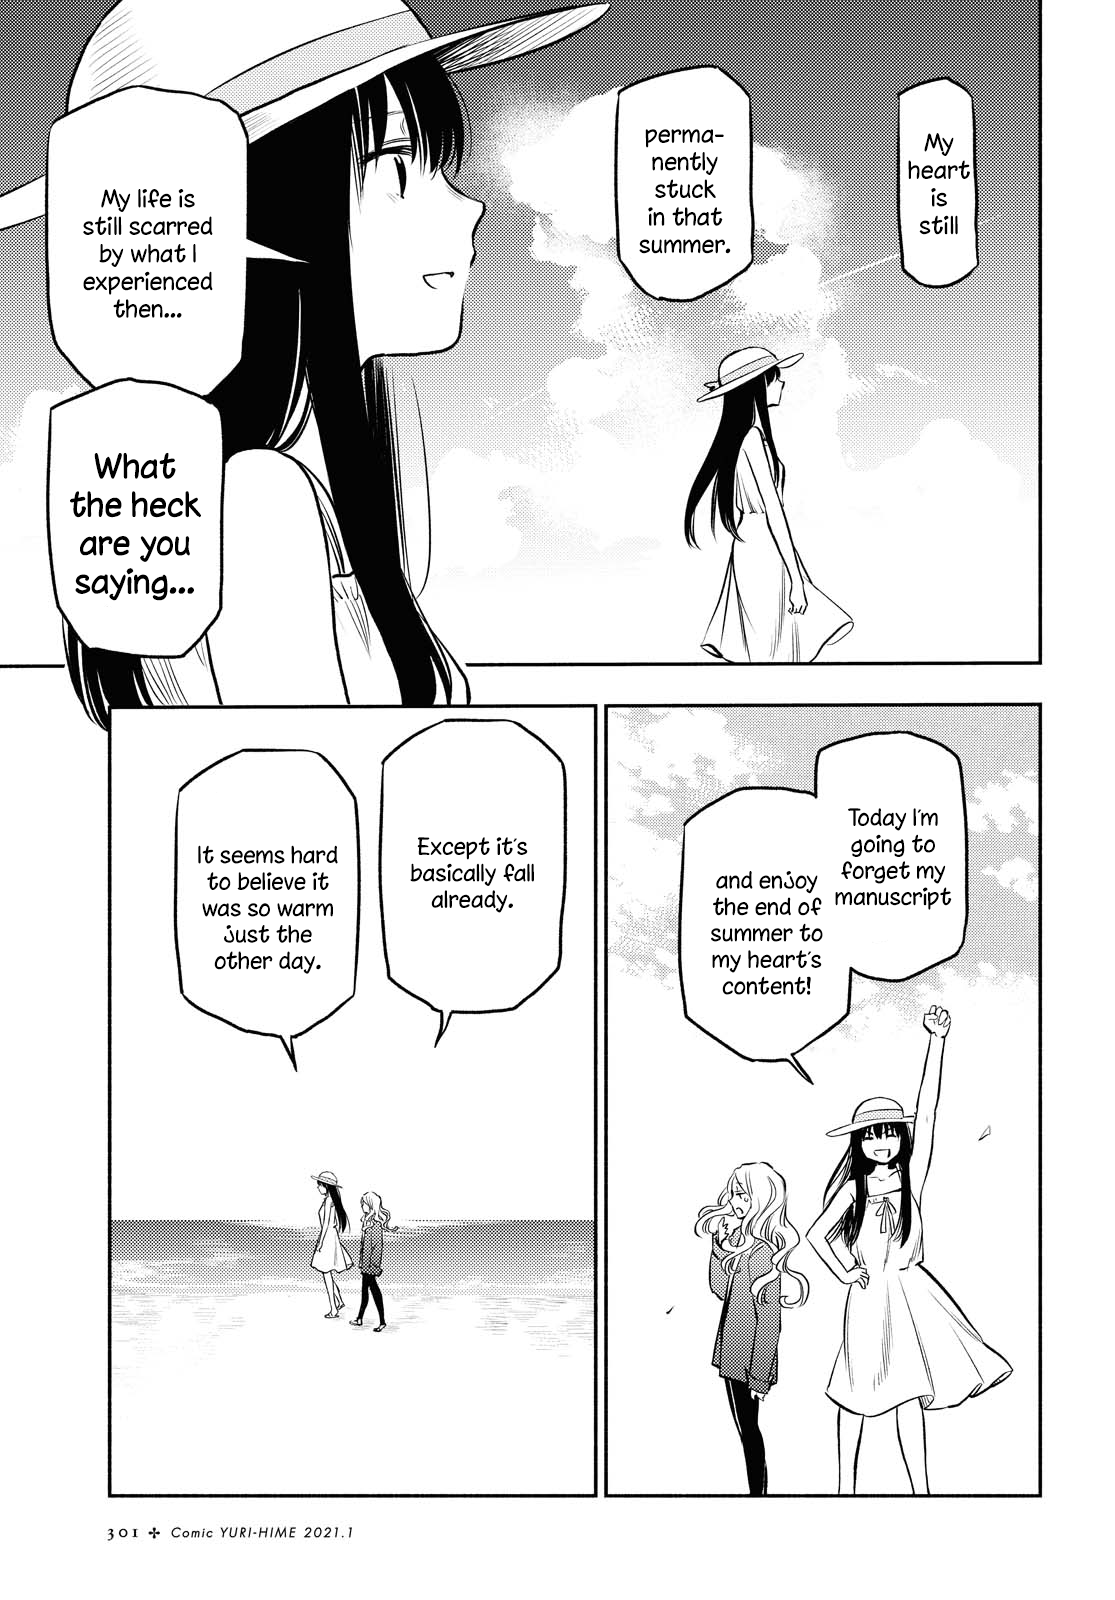 My
heart
is
still
perma-
nently
stuck
in that
summer.
My life is
still scarred
by what I
experienced
then...
What
the heck
are you
saying...
Today I'm
going to
forget my
manuscript
and enjoy
the end of
summer to
my heart's
content!
Except it's
basically fall
already.
It seems hard
to believe it
was so warm
just the
other day.
301 ✢ Comic YURI-HIME 2021.1